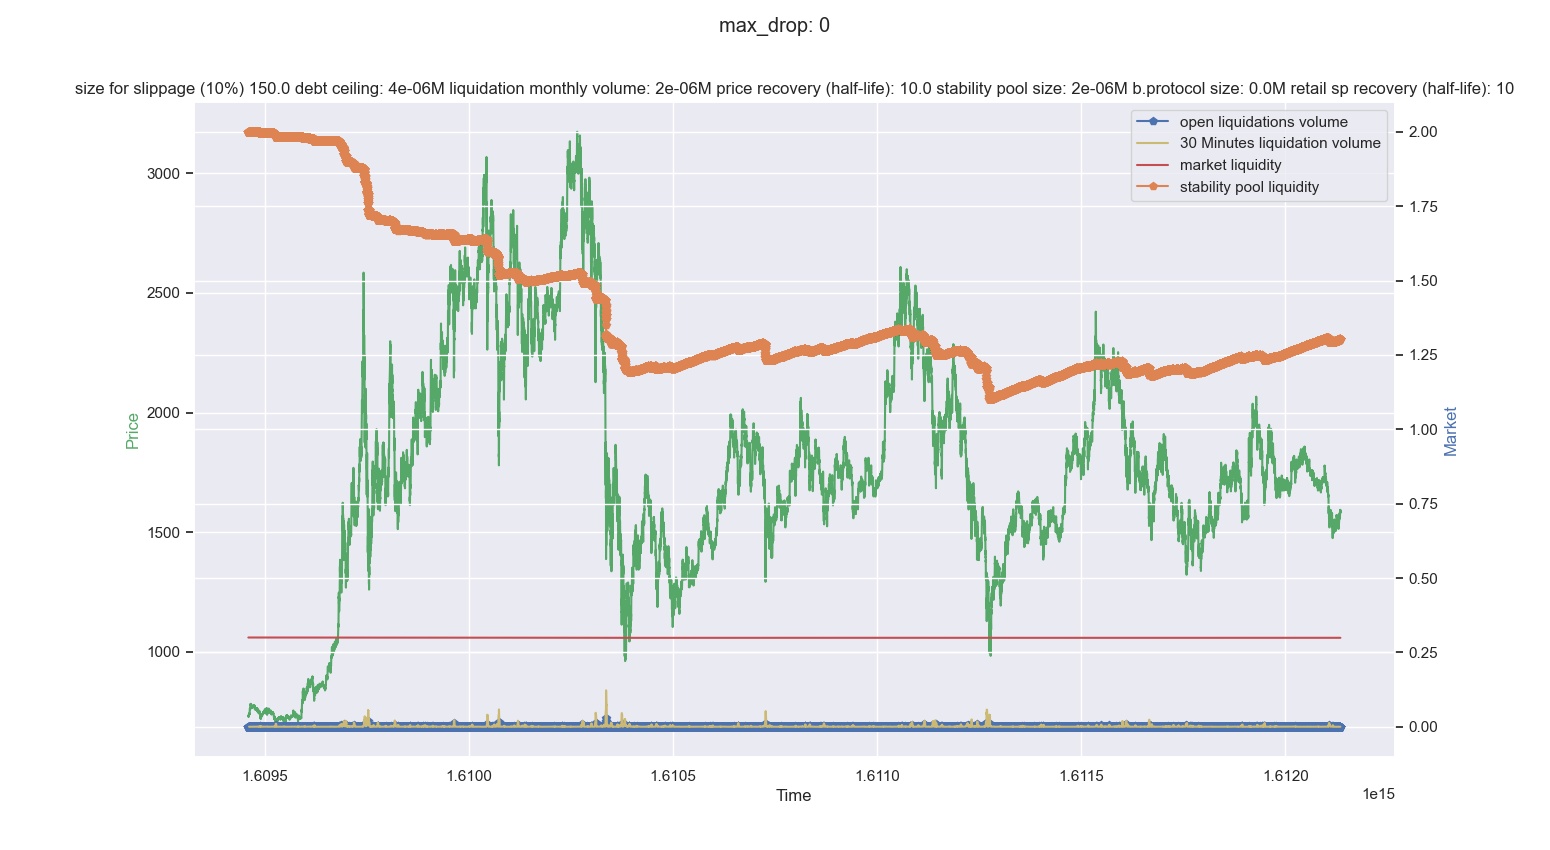 max_drop: 0
size for slippage (10%) 150.0 debt ceiling: 4e-06M liquidation monthly volume: 2e-06M price recovery (half-life): 10.0 stability pool size: 2e-06M b.protocol size: 0.0M retail sp recovery (half-life): 10
open liquidations volume
30 Minutes liquidation volume
market liquidity
stability pool liquidity
3000
2500
2000
1500
1000
Price
2.00
1.75
1.50
1.25
1.00
0.75
0.50
0.25
0.00
Market
1.6095 1.6100 1.6105 1.6110 1.6115 1.6120
Time
1e15